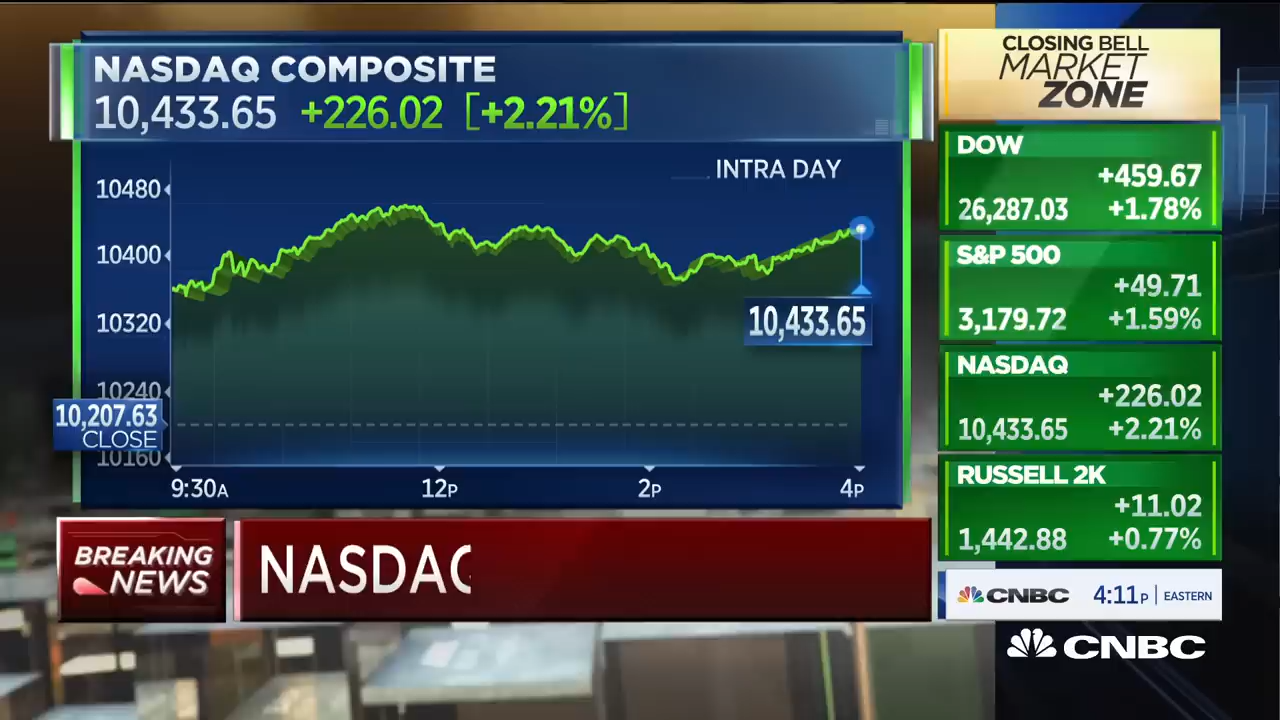 NASDAQ COMPOSITE
10,433.65 +226.02 [+2.21%]
INTRA DAY
10480
10400
10320
10240
10160
10,207.63
CLOSE
10,433.65
9:30A 12P 2P 4P
BREAKING
NEWS
NASDAC
CLOSING BELL
MARKET
ZONE
DOW
+459.67
26,287.03 +1.78%
S&P 500
+49.71
3,179.72 +1.59%
NASDAQ
+226.02
10,433.65 +2.21%
RUSSELL 2K
+11.02
1,442.88 +0.77%
CNBC 4:11P | EASTERN
CNBC